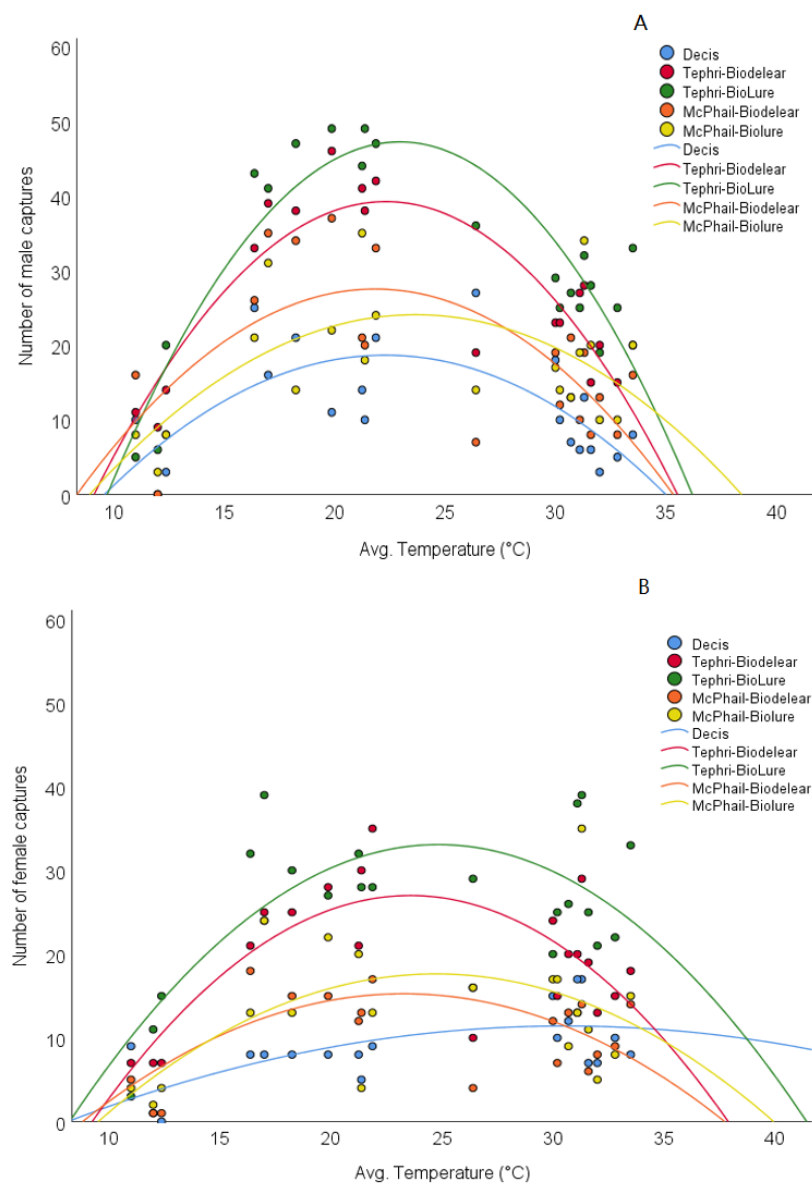 A
60
50
40
30
20
10
0
Number of male captures
10 15 20 25 30 35 40
Avg. Temperature (°C)
Decis
Tephri-Biodelear
Tephri-BioLure
McPhail-Biodelear
McPhail-Biolure
Decis
Tephri-Biodelear
Tephri-BioLure
McPhail-Biodelear
McPhail-Biolure
B
60
50
40
30
20
10
0
Number of female captures
10 15 20 25 30 35 40
Avg. Temperature (°C)
Decis
Tephri-Biodelear
Tephri-BioLure
McPhail-Biodelear
McPhail-Biolure
Decis
Tephri-Biodelear
Tephri-BioLure
McPhail-Biodelear
McPhail-Biolure